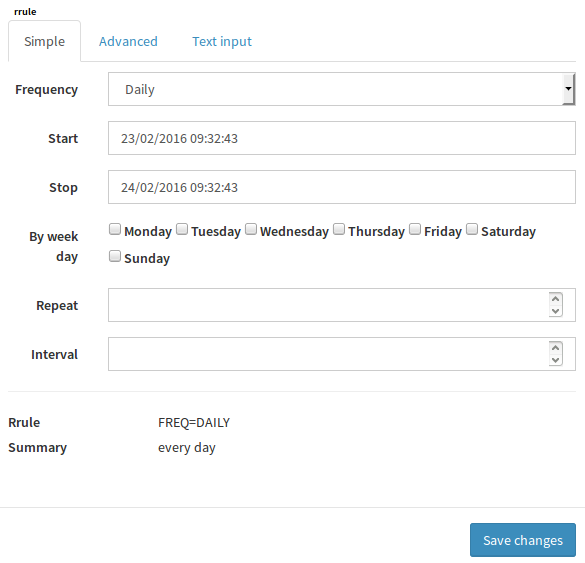 rrule
Simple Advanced Text input
Frequency Daily
Start 23/02/2016 09:32:43
Stop 24/02/2016 09:32:43
By week day Monday Tuesday Wednesday Thursday Friday Saturday
Sunday
Repeat
Interval
Rrule FREQ=DAILY
Summary every day
Save changes